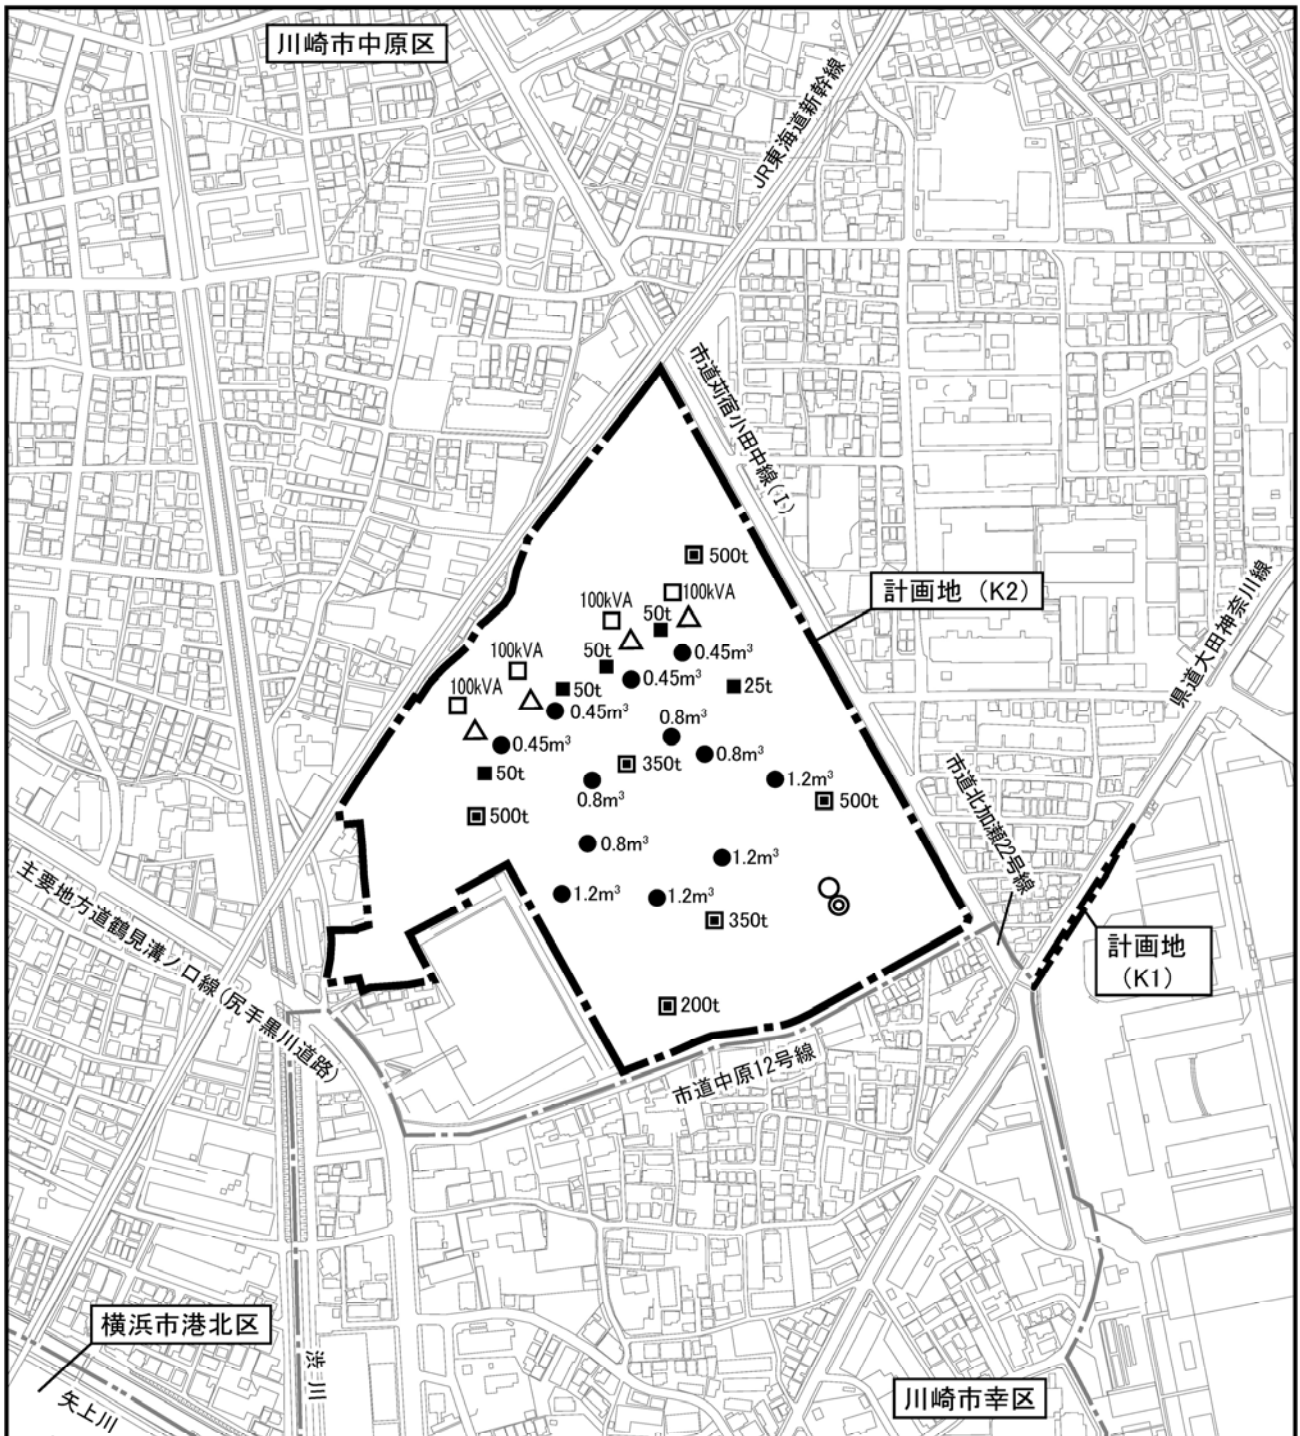 川崎市中原区
JR東海道新幹線
市道苅宿小田中線(Ⅰ)
500t
計画地（K2）
100kVA
100kVA
50t
県道大田神奈川線
0.45m³
100kVA
50t
0.45m³
25t
100kVA
50t
0.45m³
0.8m³
0.45m³
0.8m³
350t
50t
1.2m³
市道北加瀬22号線
0.8m³
500t
500t
0.8m³
1.2m³
主要地方道鶴見溝ノ口線(尻手黒川道路)
1.2m³
1.2m³
350t
計画地
（K1）
200t
市道中原12号線
横浜市港北区
渋川
川崎市幸区
矢上川